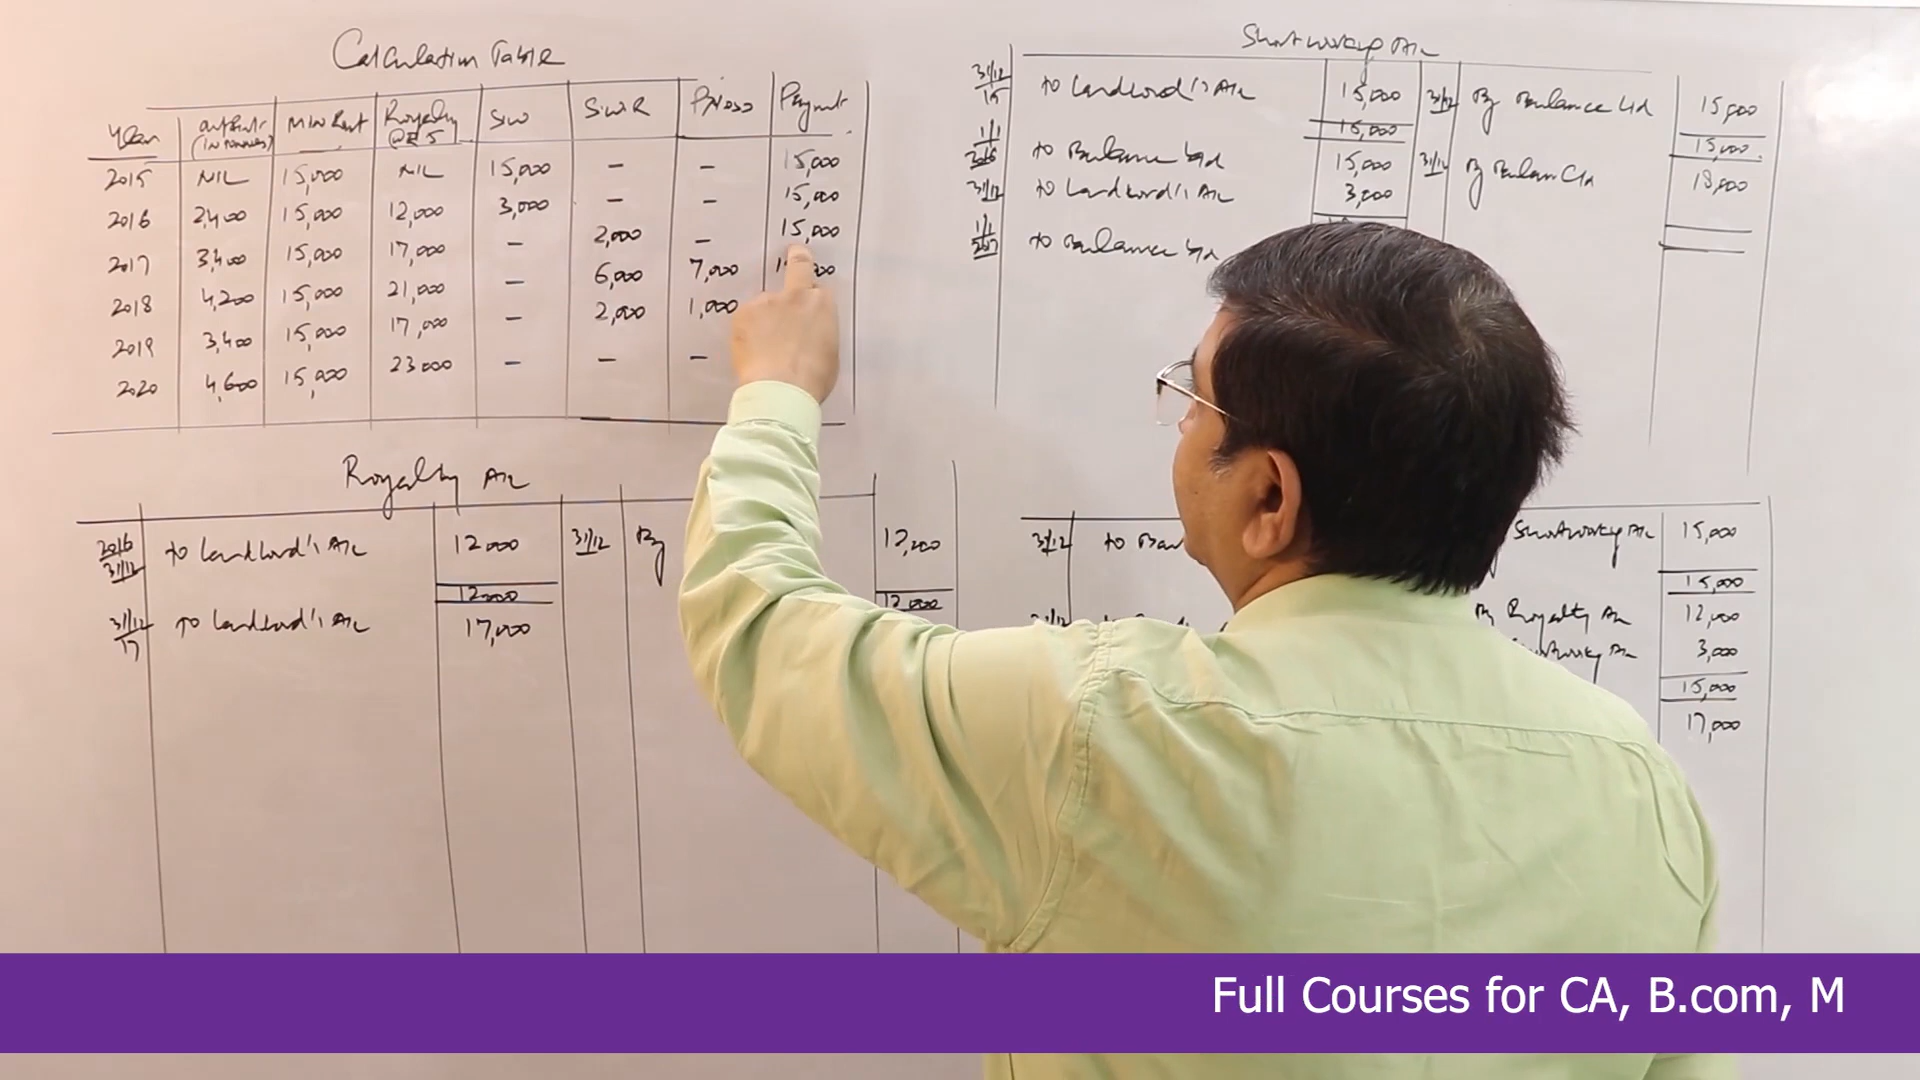 Calculation Table
Year output (in tonnes) Min Rent Royalty @ ₹ 5 SW SWR P/L Payment
2015 NIL 15,000 NIL 15,000 - - 15,000
2016 2,400 15,000 12,000 3,000 - - 15,000
2017 3,400 15,000 17,000 - 2,000 - 15,000
2018 4,200 15,000 21,000 - 6,000 7,000
2019 3,400 15,000 17,000 - 2,000 1,000
2020 4,600 15,000 23000 - - -
Royalty A/c
2016 31/12 to Landlord's A/c 12000 31/12 By 12,000
12000 12000
31/12 17 to Landlord's A/c 17,000
Shortworking A/c
31/12 15 to Landlord's A/c 15,000 31/12 By Balance c/d 15,000
15,000 15,000
1/1 2016 to Balance b/d 15,000 31/12 By Balance c/d 18,000
31/12 to Landlord's A/c 3,000
1/1 2017 to Balance b/d
31/12 to Ban Shortworking A/c 15,000
15,000
31/12 By Royalty A/c 12,000
3,000
15,000
17,000
Full Courses for CA, B.com, M